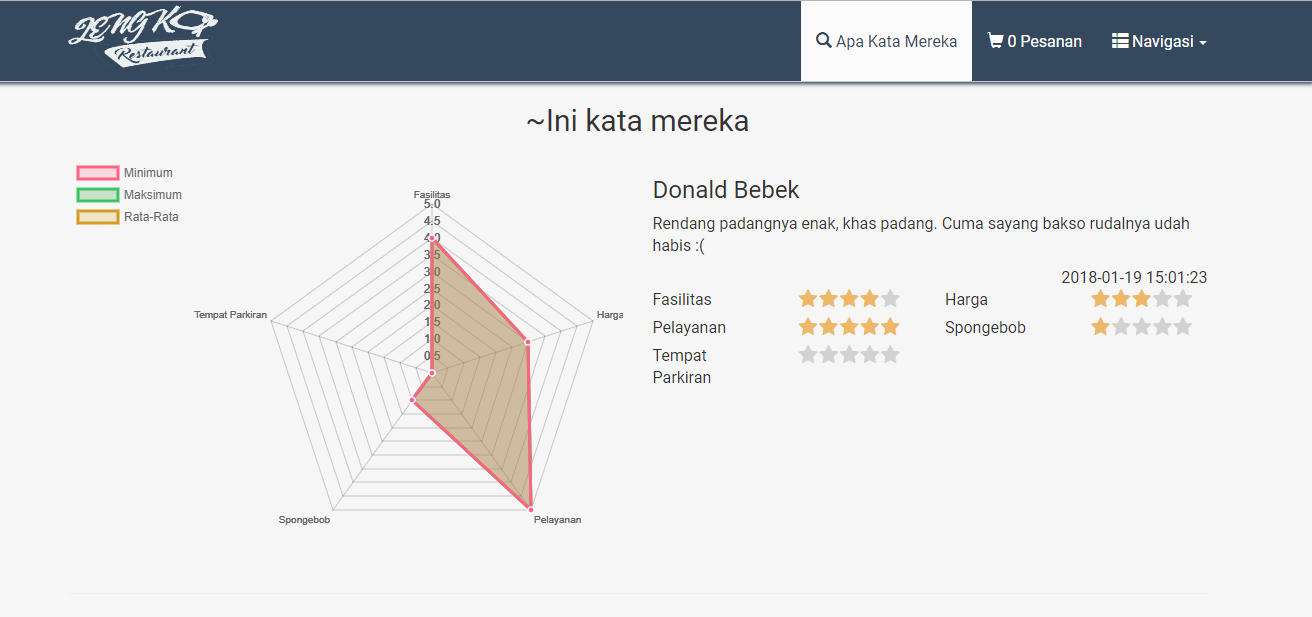 JENGKO
Restaurant
Apa Kata Mereka
0 Pesanan
Navigasi
~Ini kata mereka
Minimum
Maksimum
Rata-Rata
Fasilitas
5.0
4.5
4.0
3.5
3.0
2.5
2.0
1.5
1.0
0.5
Tempat Parkiran
Harga
Spongebob
Pelayanan
Donald Bebek
Rendang padangnya enak, khas padang. Cuma sayang bakso rudalnya udah
habis :(
2018-01-19 15:01:23
Fasilitas
Harga
Pelayanan
Spongebob
Tempat
Parkiran